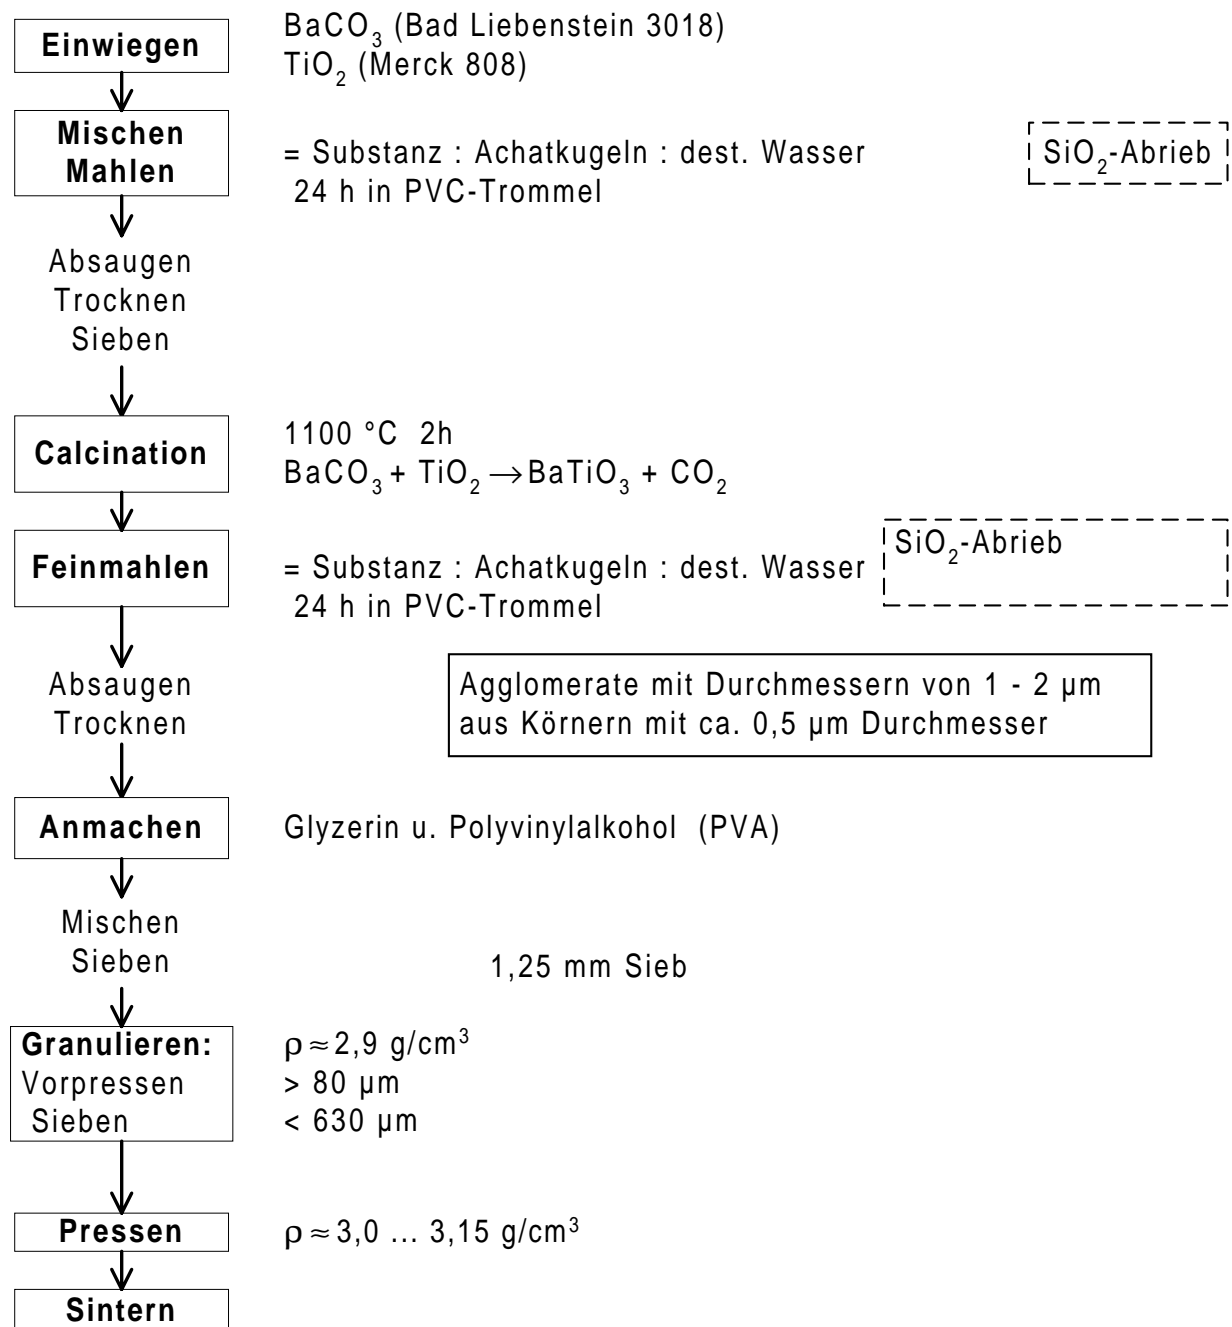 Einwiegen
BaCO3 (Bad Liebenstein 3018)
TiO2 (Merck 808)
Mischen
Mahlen
= Substanz : Achatkugeln : dest. Wasser
24 h in PVC-Trommel
SiO2-Abrieb
Absaugen
Trocknen
Sieben
Calcination
1100 °C 2h
BaCO3 + TiO2 → BaTiO3 + CO2
Feinmahlen
= Substanz : Achatkugeln : dest. Wasser
24 h in PVC-Trommel
SiO2-Abrieb
Absaugen
Trocknen
Agglomerate mit Durchmessern von 1 - 2 µm
aus Körnern mit ca. 0,5 µm Durchmesser
Anmachen
Glyzerin u. Polyvinylalkohol (PVA)
Mischen
Sieben
1,25 mm Sieb
Granulieren:
Vorpressen
Sieben
ρ ≈ 2,9 g/cm³
> 80 µm
< 630 µm
Pressen
ρ ≈ 3,0 ... 3,15 g/cm³
Sintern